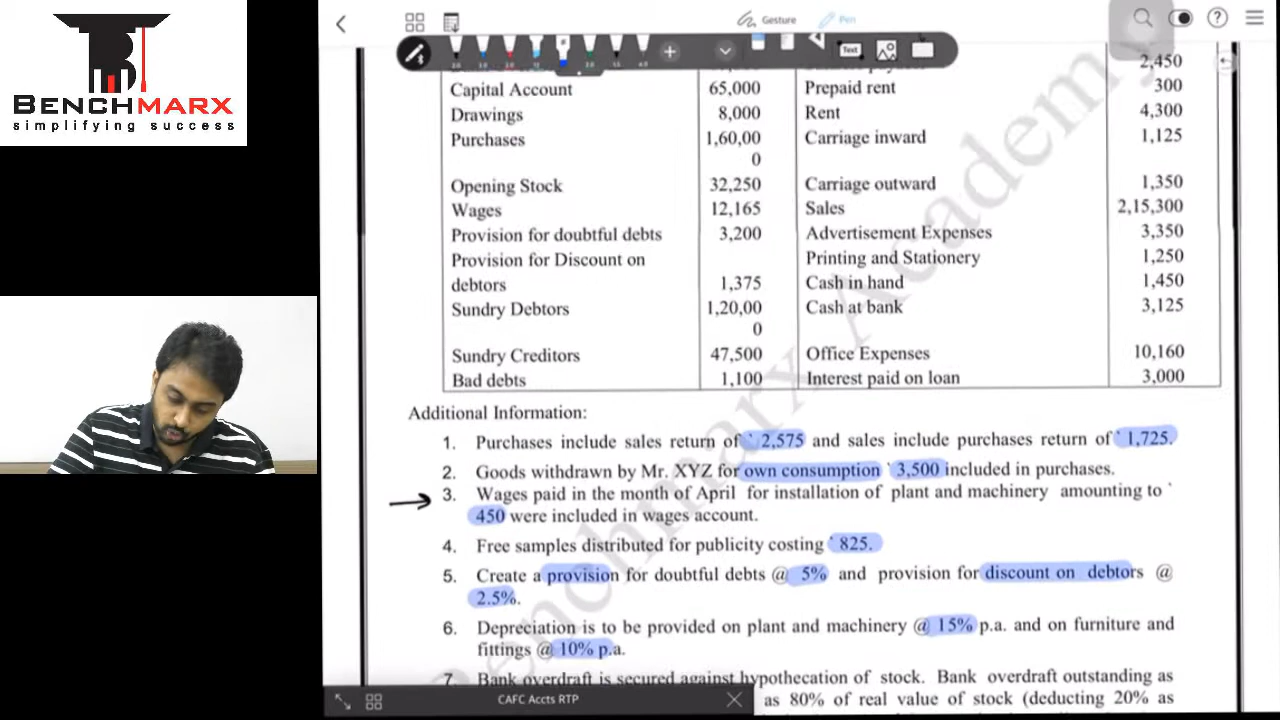 BENCHMARX
simplifying success
Gesture
Pen
Text
2,450
Capital Account 65,000 Prepaid rent 300
Drawings 8,000 Rent 4,300
Purchases 1,60,00 Carriage inward 1,125
0
Opening Stock 32,250 Carriage outward 1,350
Wages 12,165 Sales 2,15,300
Provision for doubtful debts 3,200 Advertisement Expenses 3,350
Provision for Discount on Printing and Stationery 1,250
debtors 1,375 Cash in hand 1,450
Sundry Debtors 1,20,00 Cash at bank 3,125
0
Sundry Creditors 47,500 Office Expenses 10,160
Bad debts 1,100 Interest paid on loan 3,000
Additional Information:
1. Purchases include sales return of ` 2,575 and sales include purchases return of ` 1,725.
2. Goods withdrawn by Mr. XYZ for own consumption ` 3,500 included in purchases.
3. Wages paid in the month of April for installation of plant and machinery amounting to `
450 were included in wages account.
4. Free samples distributed for publicity costing ` 825.
5. Create a provision for doubtful debts @ 5% and provision for discount on debtors @
2.5%.
6. Depreciation is to be provided on plant and machinery @ 15% p.a. and on furniture and
fittings @ 10% p.a.
7. Bank overdraft is secured against hypothecation of stock. Bank overdraft outstanding as
as 80% of real value of stock (deducting 20% as
CAFC Accts RTP
Benchmarx Academy